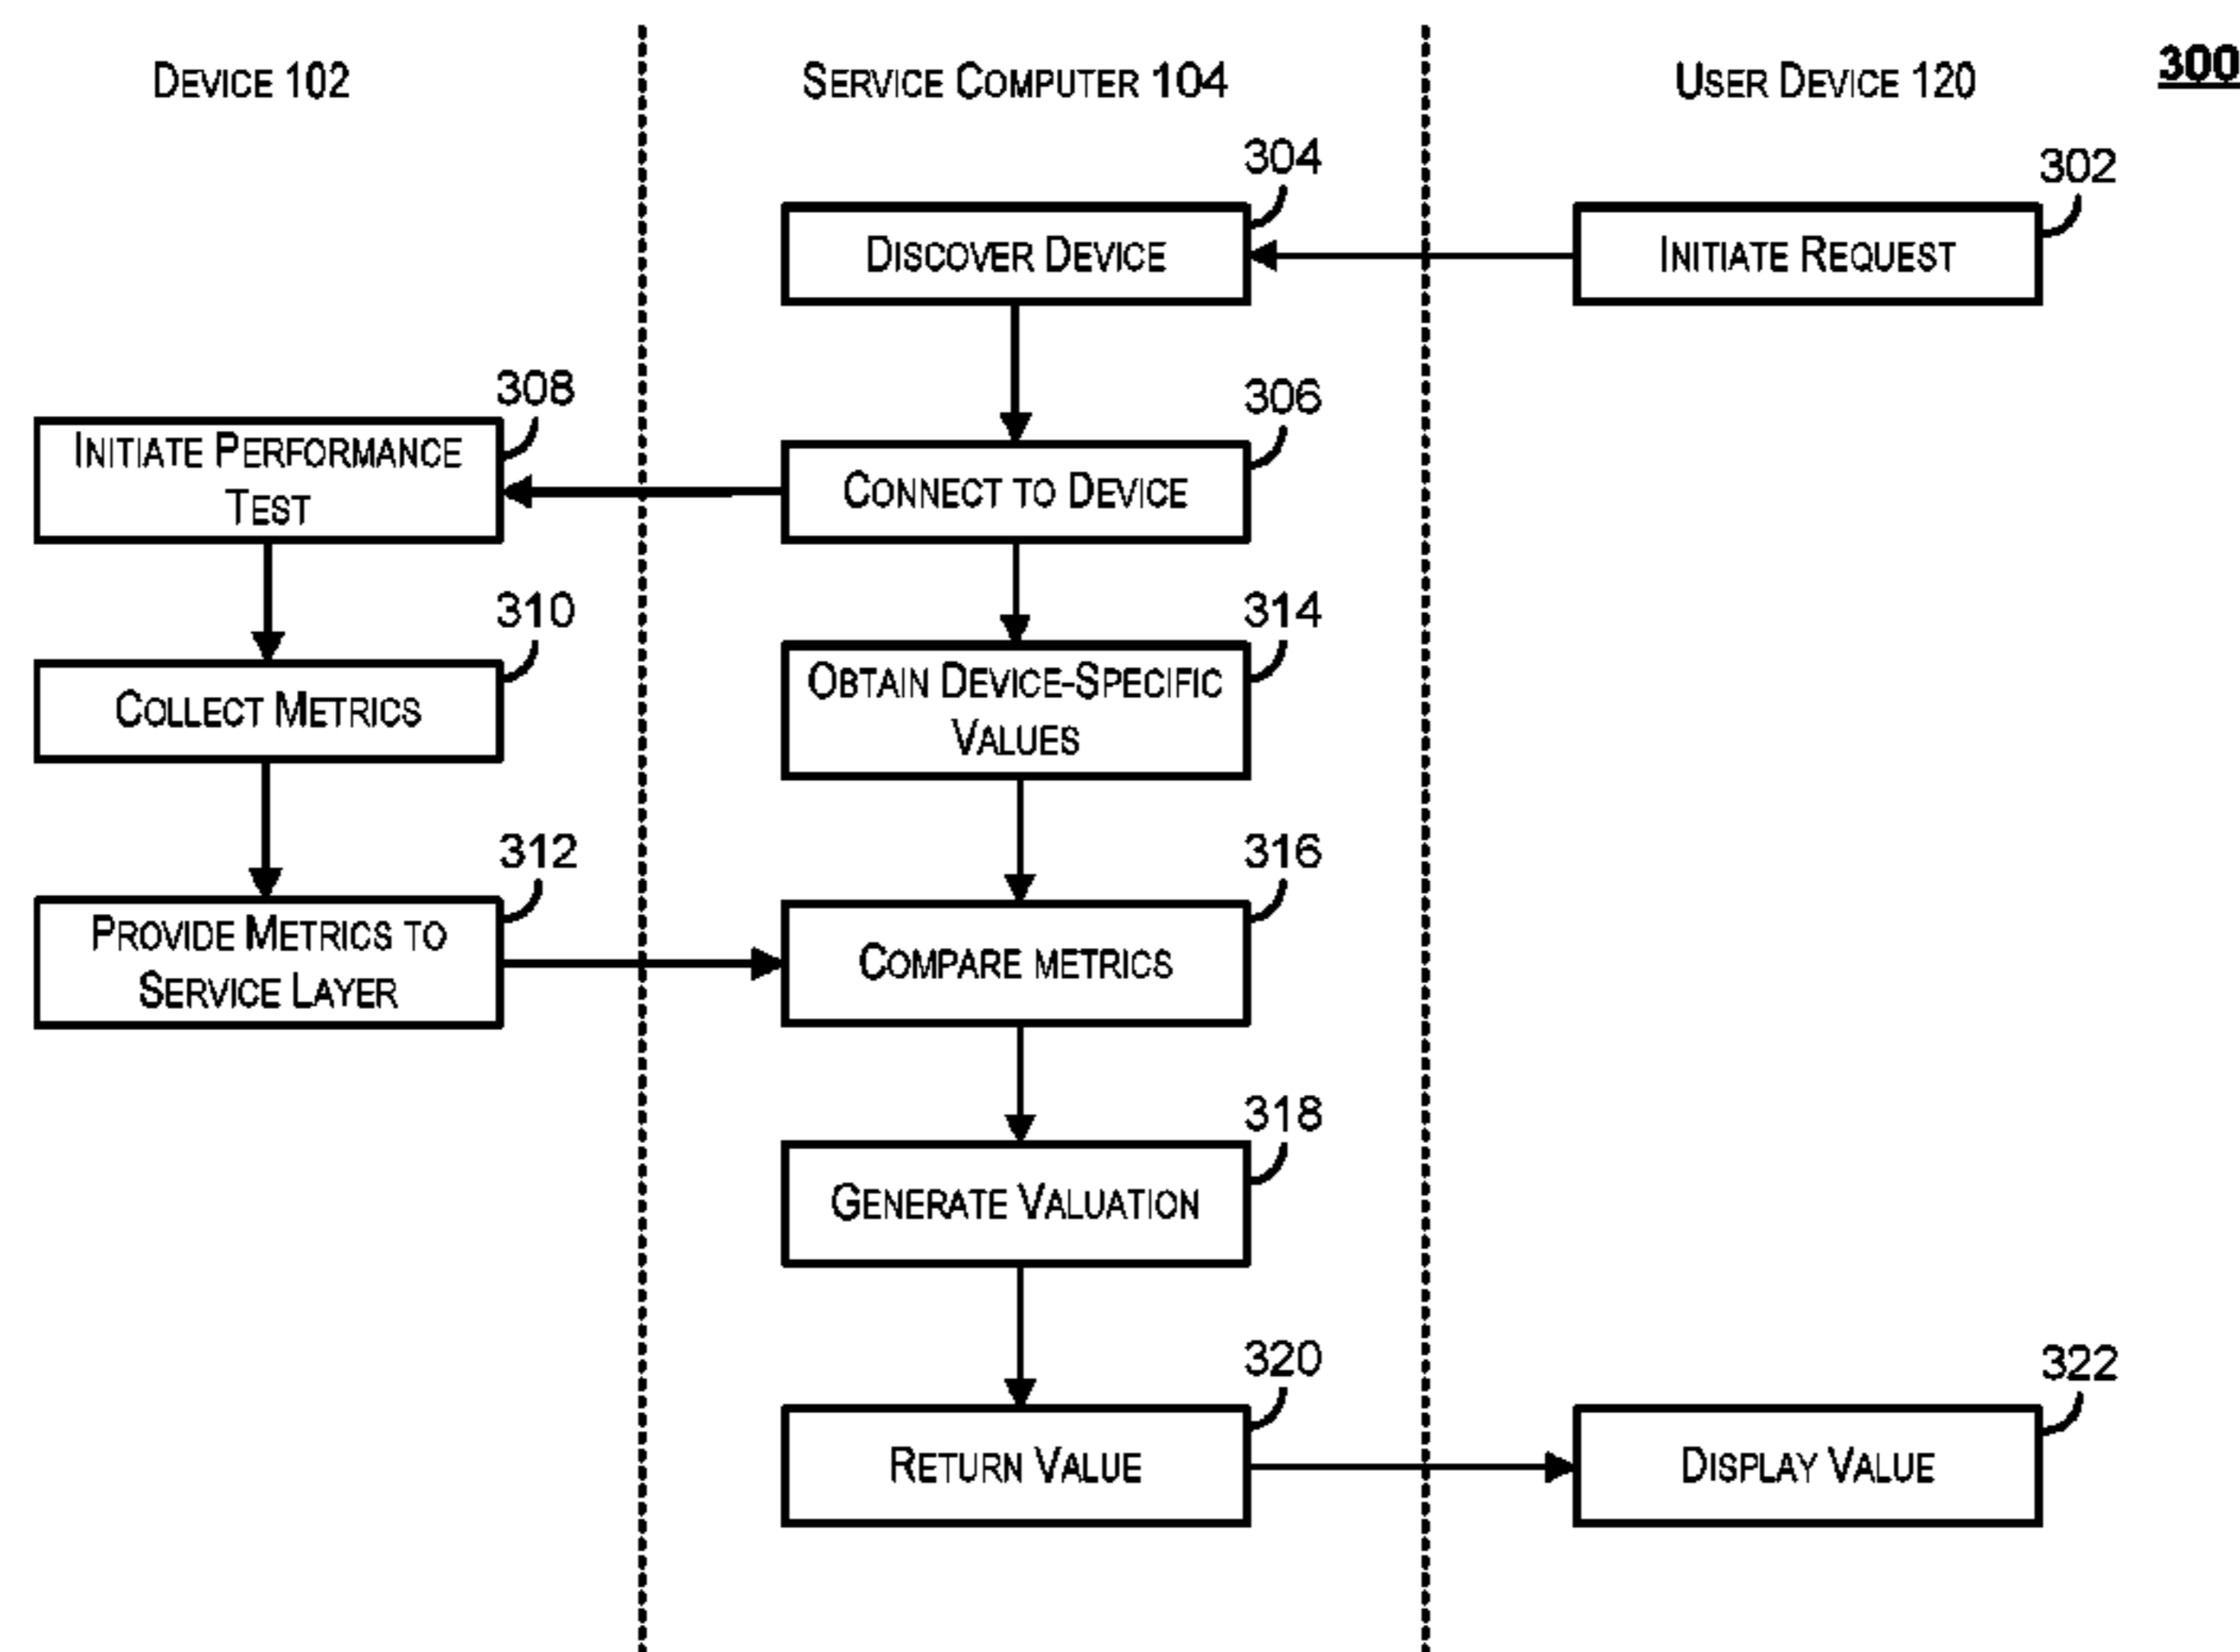 DEVICE 102
SERVICE COMPUTER 104
USER DEVICE 120
300
304
302
DISCOVER DEVICE
INITIATE REQUEST
308
306
INITIATE PERFORMANCE
TEST
CONNECT TO DEVICE
310
314
COLLECT METRICS
OBTAIN DEVICE-SPECIFIC
VALUES
312
316
PROVIDE METRICS TO
SERVICE LAYER
COMPARE METRICS
318
GENERATE VALUATION
320
322
RETURN VALUE
DISPLAY VALUE